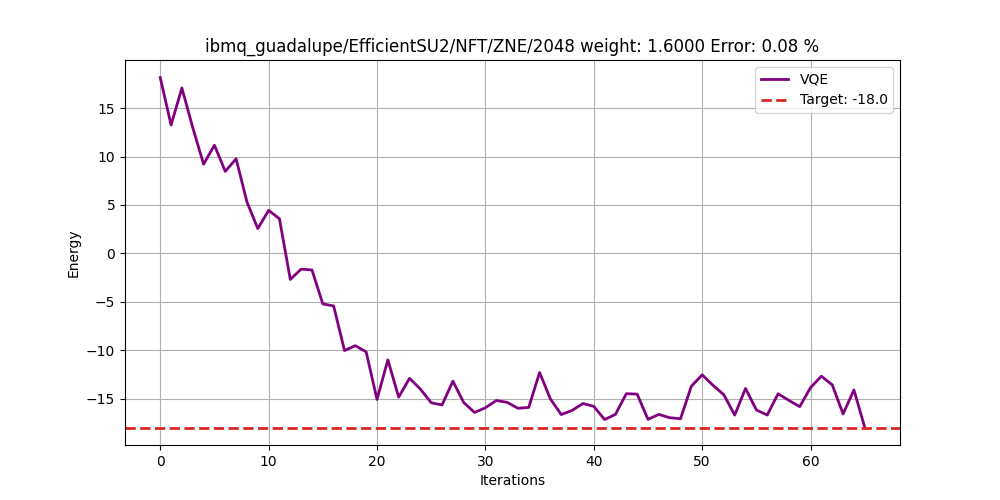 ibmq_guadalupe/EfficientSU2/NFT/ZNE/2048 weight: 1.6000 Error: 0.08 %
VQE
Target: -18.0
Energy
15
10
5
0
−5
−10
−15
0 10 20 30 40 50 60
Iterations